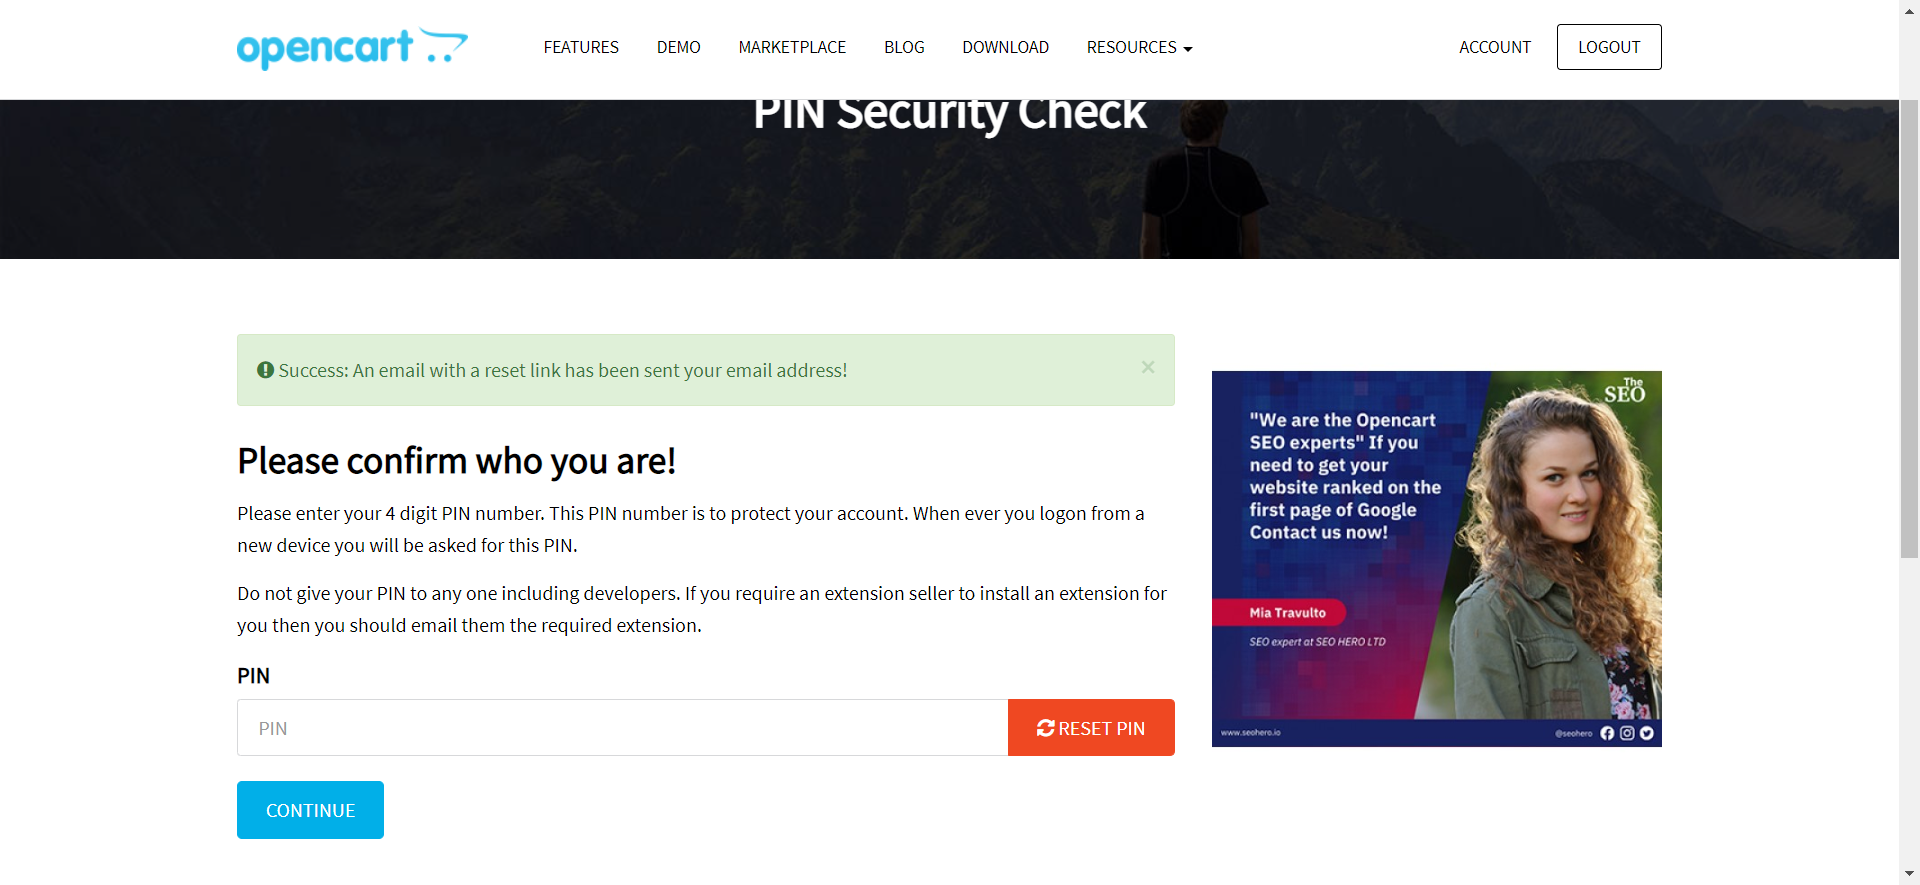 opencart
FEATURES
DEMO
MARKETPLACE
BLOG
DOWNLOAD
RESOURCES
ACCOUNT
LOGOUT
PIN Security Check
Success: An email with a reset link has been sent your email address!
×
Please confirm who you are!
Please enter your 4 digit PIN number. This PIN number is to protect your account. When ever you logon from a
new device you will be asked for this PIN.
Do not give your PIN to any one including developers. If you require an extension seller to install an extension for
you then you should email them the required extension.
PIN
PIN
RESET PIN
CONTINUE
The
SEO
"We are the Opencart
SEO experts" If you
need to get your
website ranked on the
first page of Google
Contact us now!
Mia Travulto
SEO expert at SEO HERO LTD
www.seohero.io
@seohero